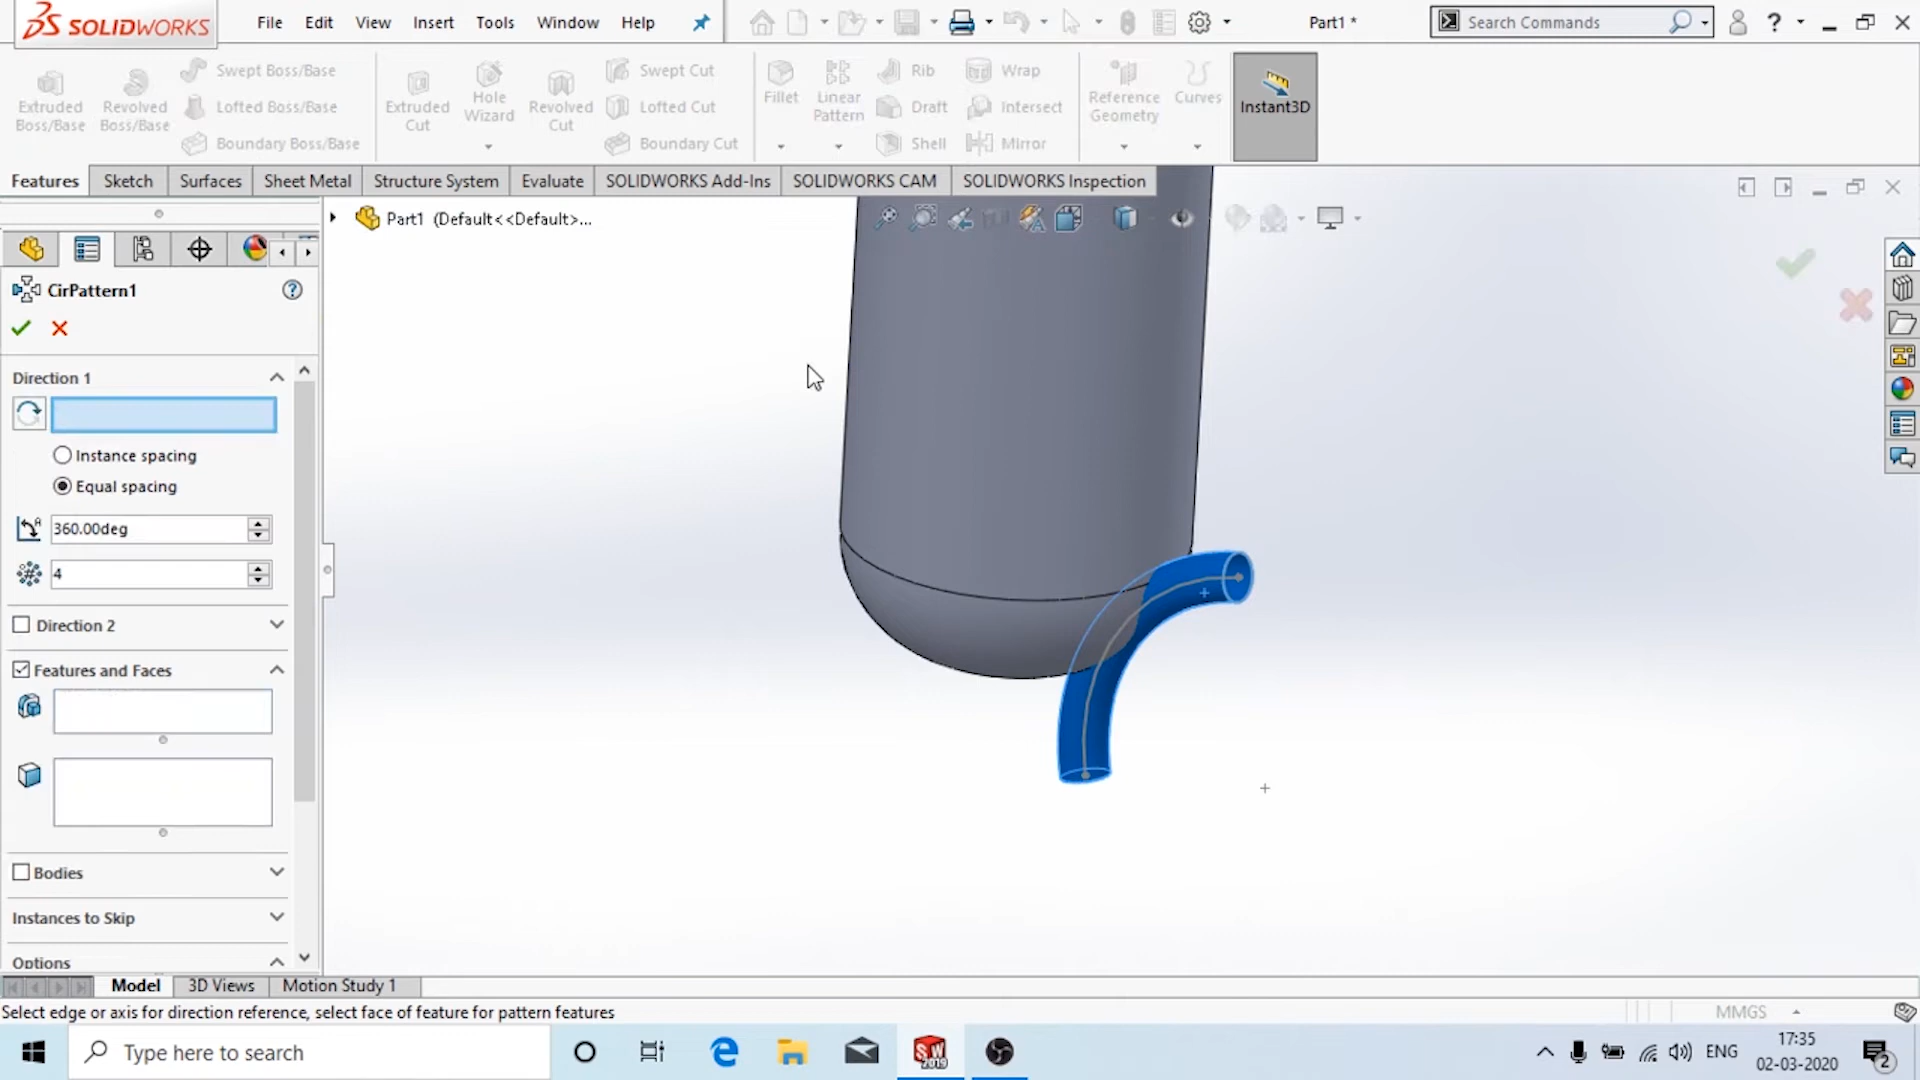 SOLIDWORKS File Edit View Insert Tools Window Help Part1 * Search Commands ?
Extruded Boss/Base
Revolved Boss/Base
Swept Boss/Base
Lofted Boss/Base
Boundary Boss/Base
Extruded Cut
Hole Wizard
Revolved Cut
Swept Cut
Lofted Cut
Boundary Cut
Fillet
Linear Pattern
Rib
Draft
Shell
Wrap
Intersect
Mirror
Reference Geometry
Curves
Instant3D
Features Sketch Surfaces Sheet Metal Structure System Evaluate SOLIDWORKS Add-Ins SOLIDWORKS CAM SOLIDWORKS Inspection
Part1 (Default<<Default>...
CirPattern1
Direction 1
Instance spacing
Equal spacing
360.00deg
4
Direction 2
Features and Faces
Bodies
Instances to Skip
Options
Model 3D Views Motion Study 1
Select edge or axis for direction reference, select face of feature for pattern features
MMGS
Type here to search
SW
2019
ENG
17:35
02-03-2020
2